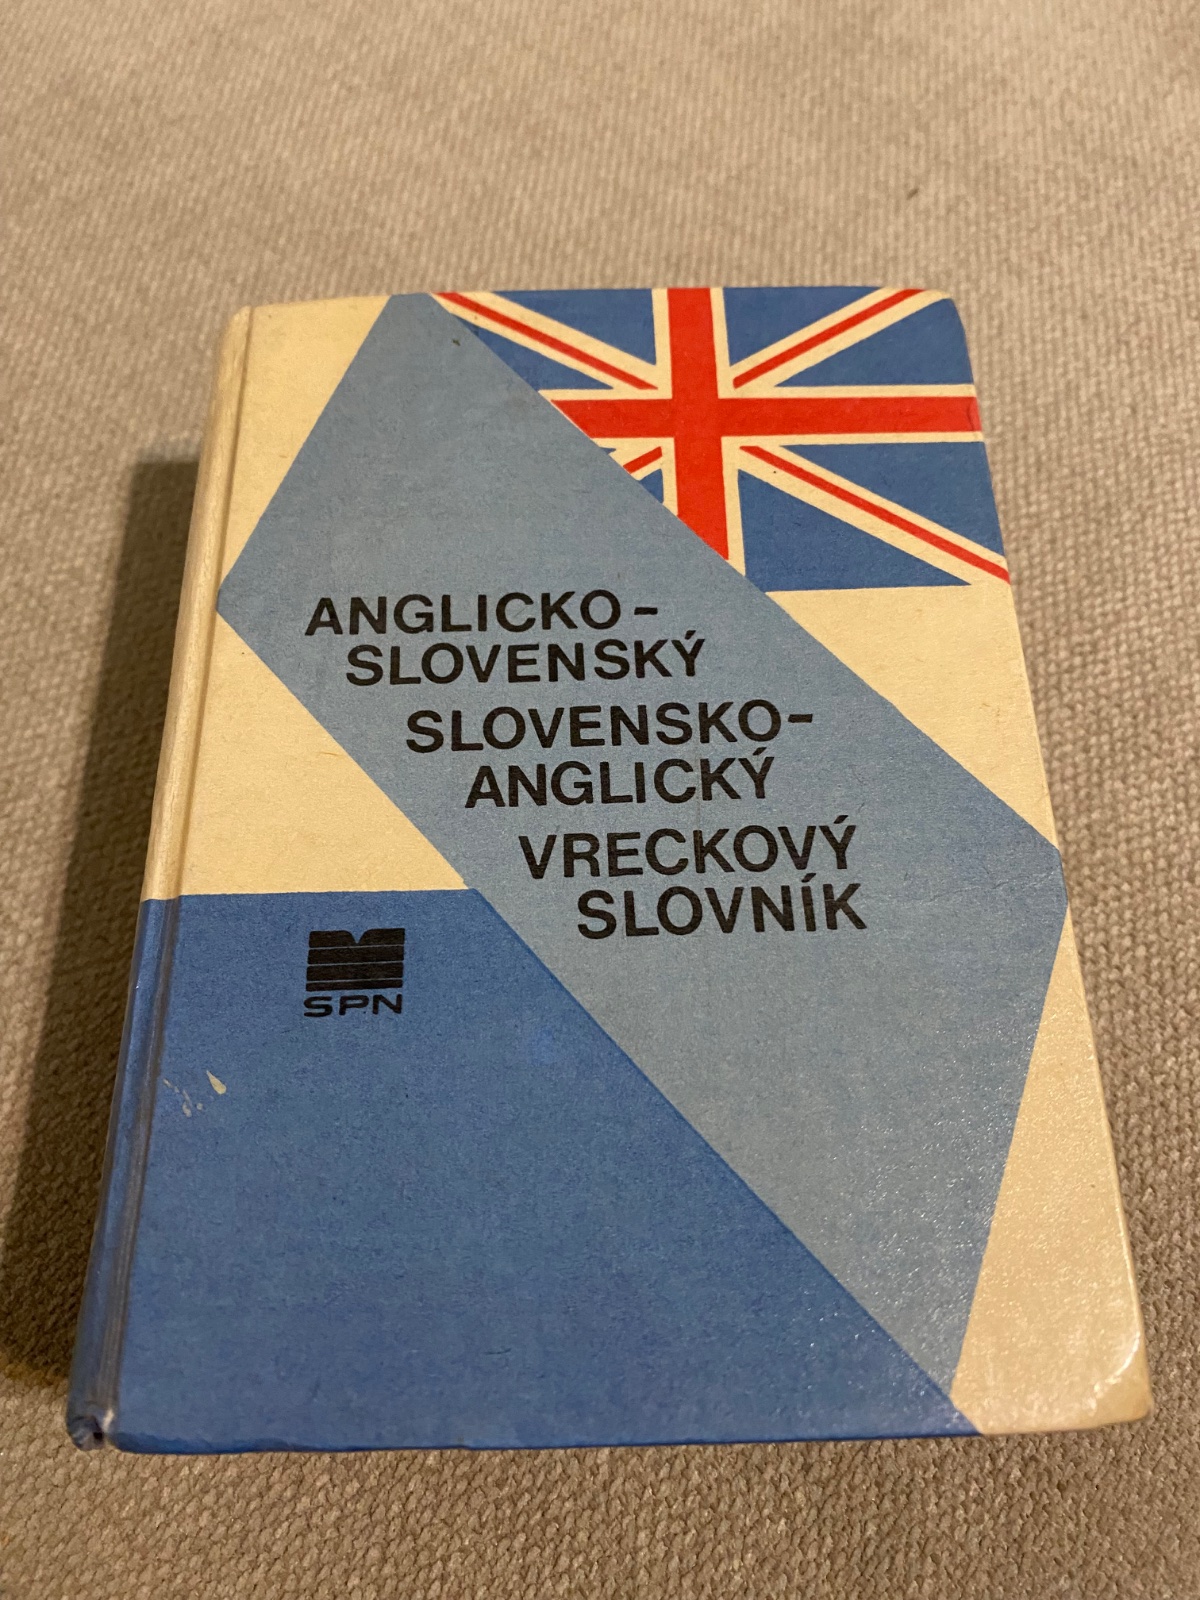 ANGLICKO-
SLOVENSKÝ
SLOVENSKO-
ANGLICKÝ
VRECKOVÝ
SLOVNÍK
SPN